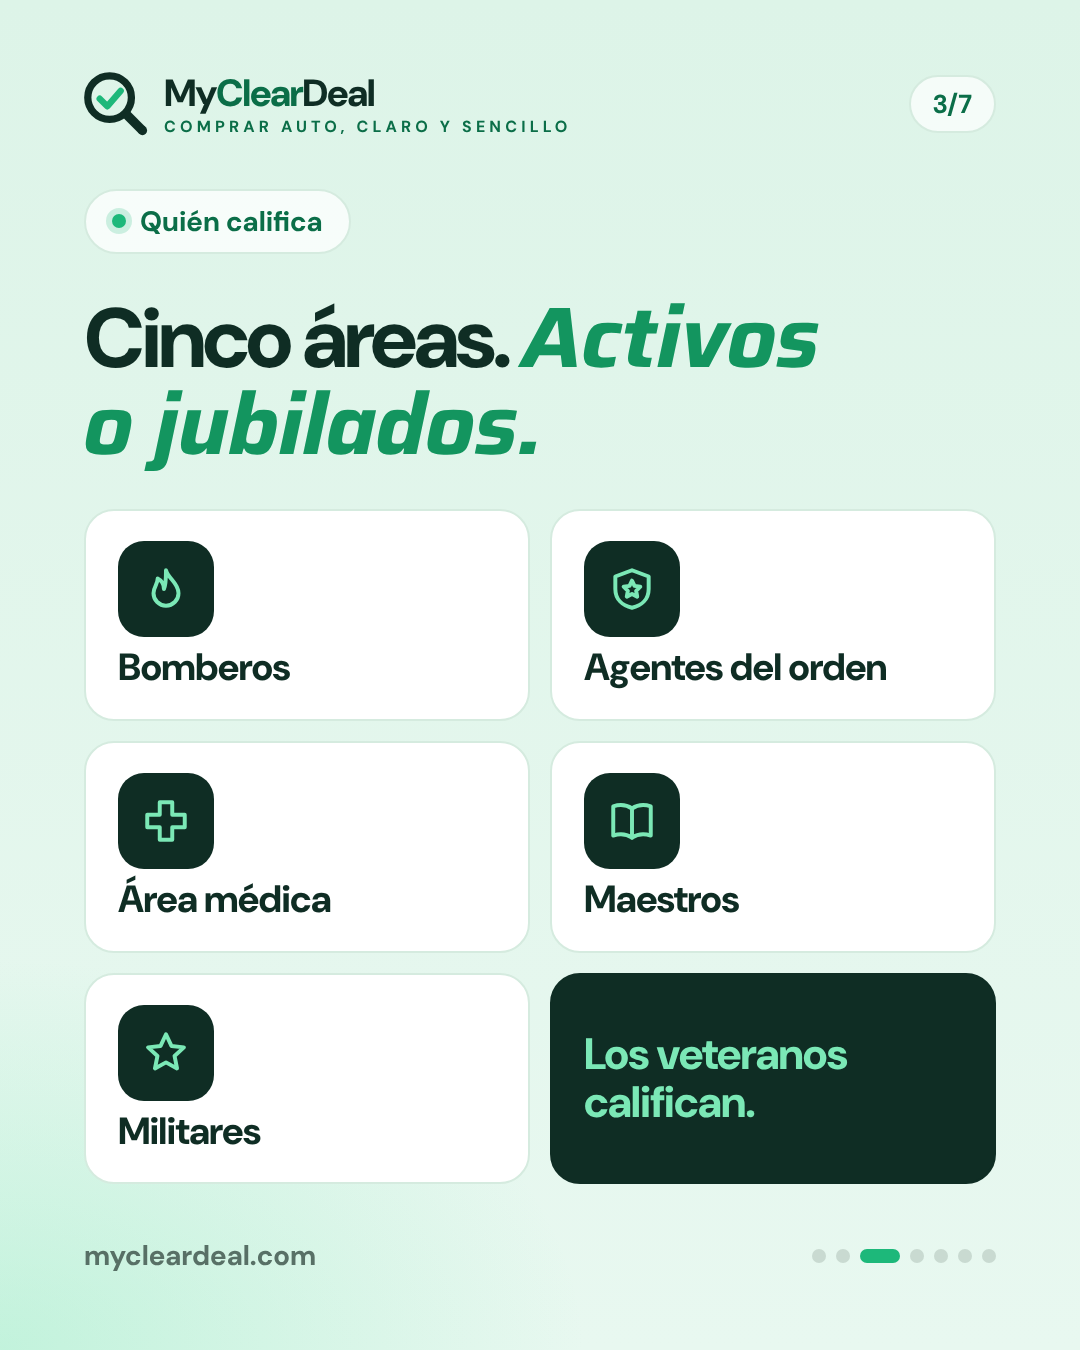 MyClearDeal
COMPRAR AUTO, CLARO Y SENCILLO
3/7
Quién califica
Cinco áreas. Activos
o jubilados.
Bomberos
Agentes del orden
Área médica
Maestros
Militares
Los veteranos
califican.
mycleardeal.com